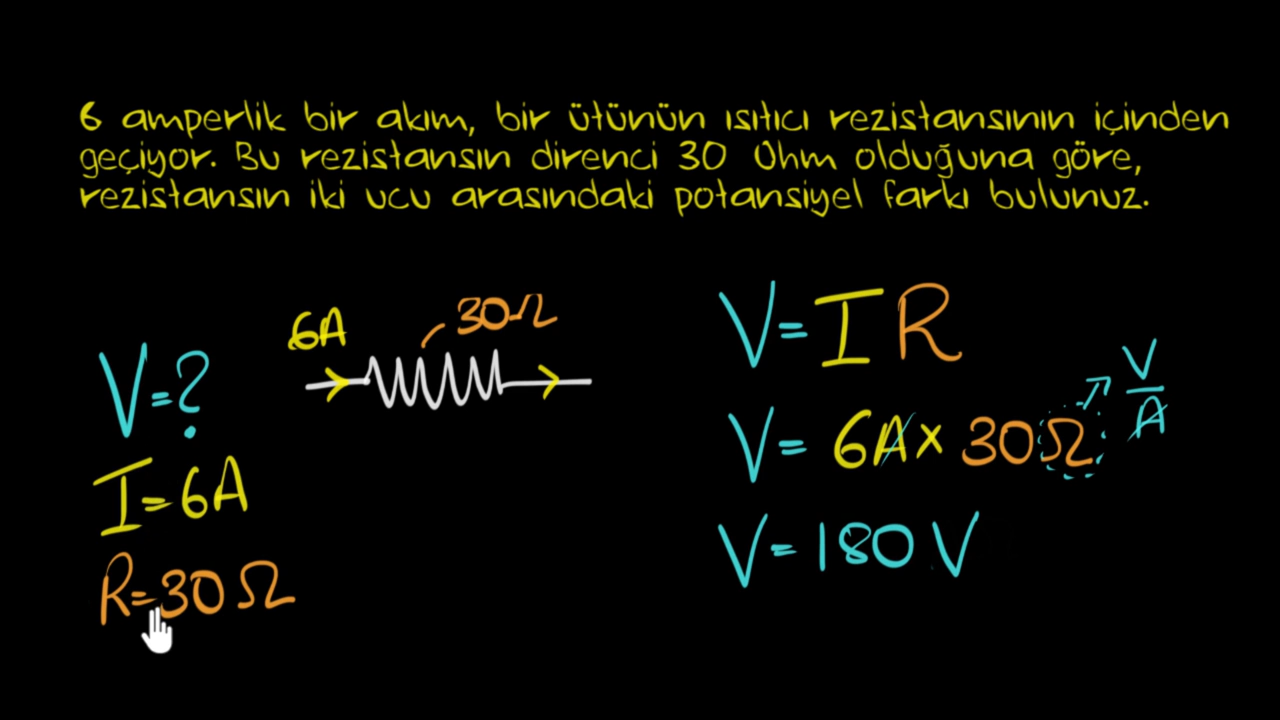 6 amperlik bir akım, bir ütünün ısıtıcı rezistansının içinden
geçiyor. Bu rezistansın direnci 30 Ohm olduğuna göre,
rezistansın iki ucu arasındaki potansiyel farkı bulunuz.
6A
30Ω
V=?
I=6A
R=30Ω
V=IR
V=6A×30Ω
V
A
V=180V